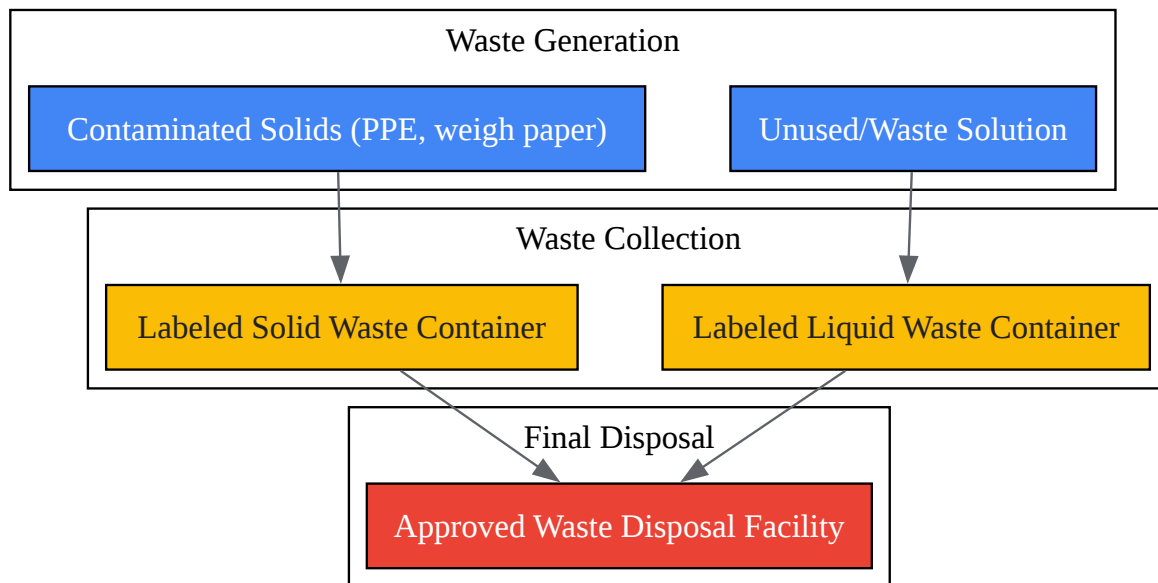 Waste Generation
Contaminated Solids (PPE, weigh paper)
Unused/Waste Solution
Waste Collection
Labeled Solid Waste Container
Labeled Liquid Waste Container
Final Disposal
Approved Waste Disposal Facility